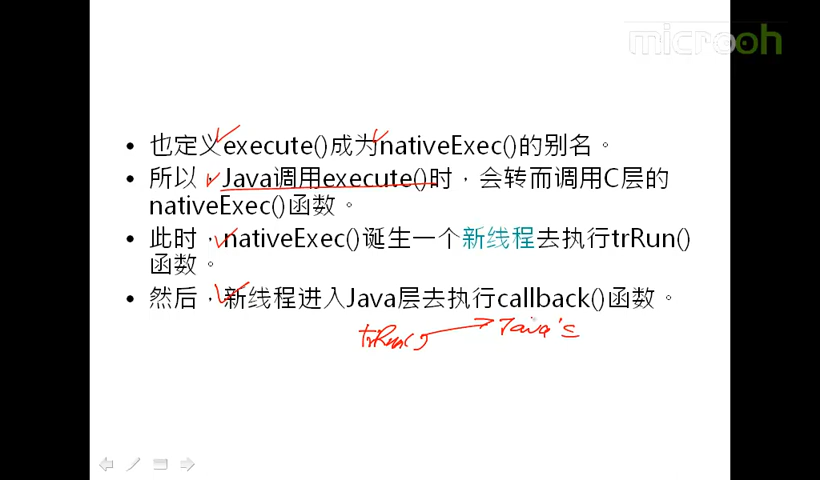 microoh
• 也定义execute()成为nativeExec()的别名。
• 所以，Java调用execute()时，会转而调用C层的
nativeExec()函数。
• 此时，nativeExec()诞生一个新线程去执行trRun()
函数。
• 然后，新线程进入Java层去执行callback()函数。
trRun() Java's